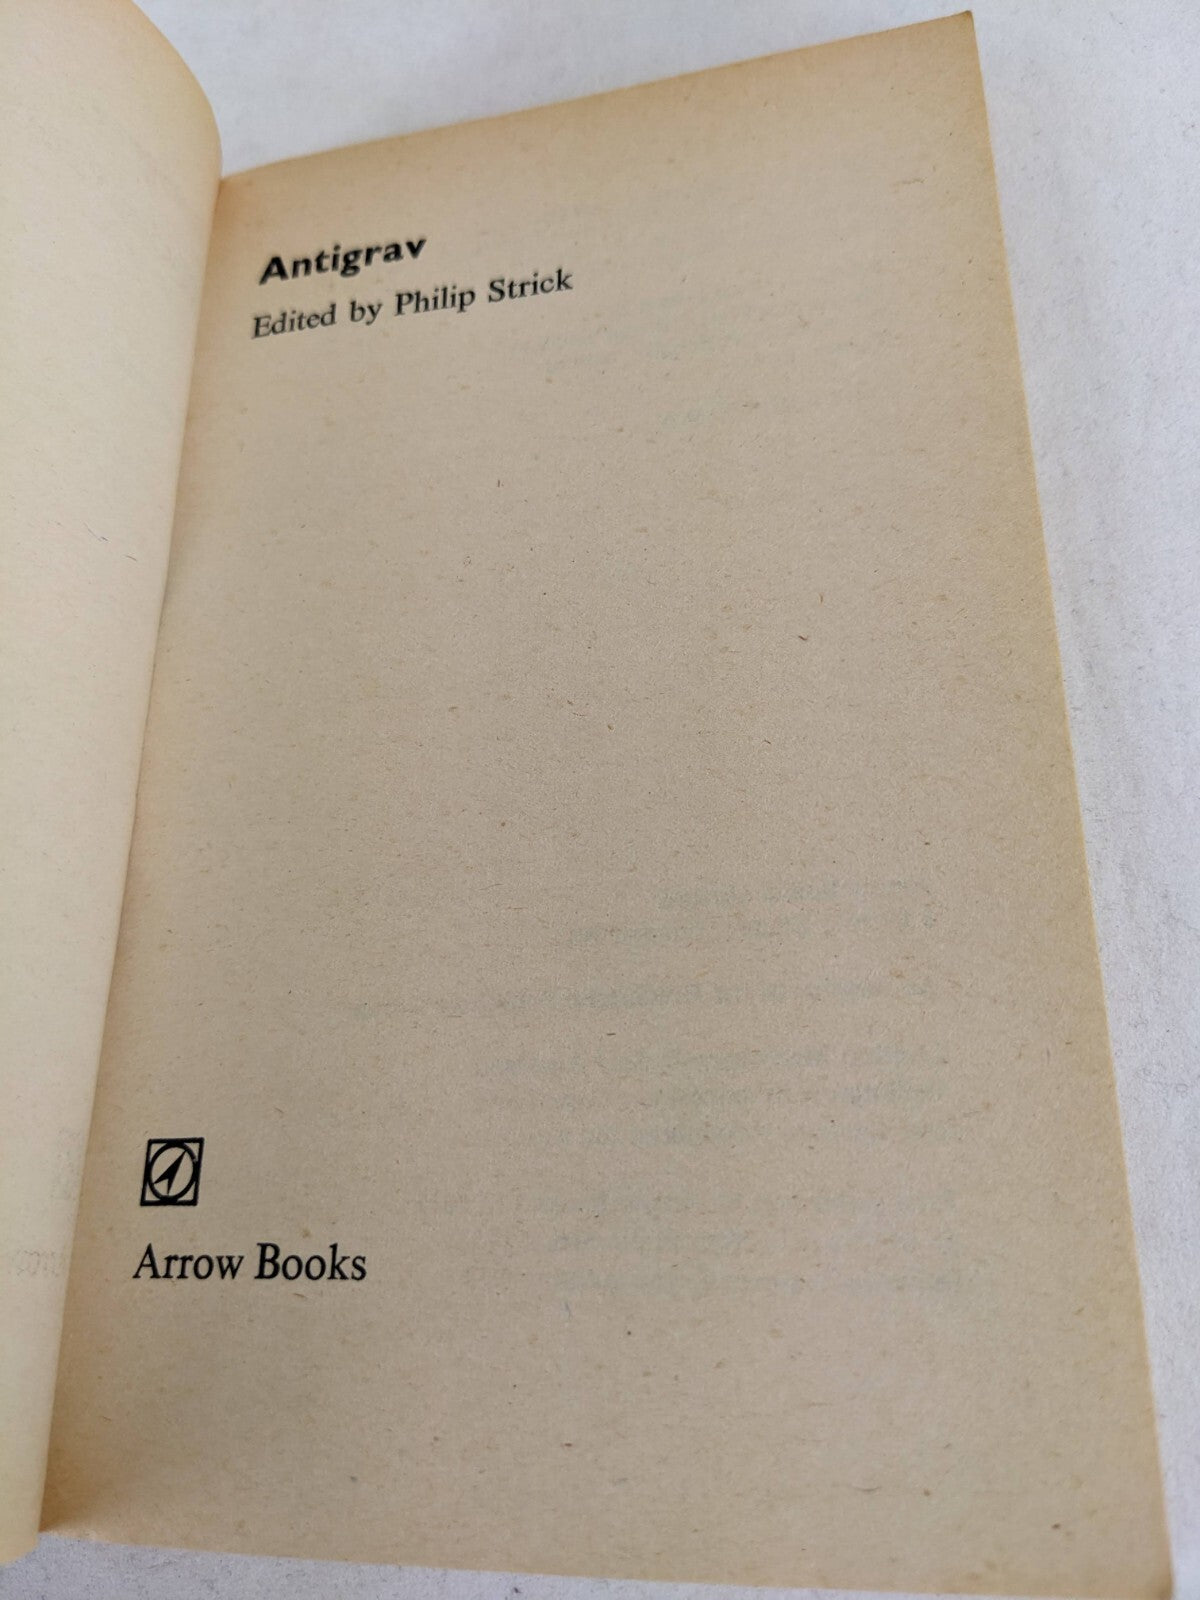 Antigrav
Edited by Philip Strick
Arrow Books